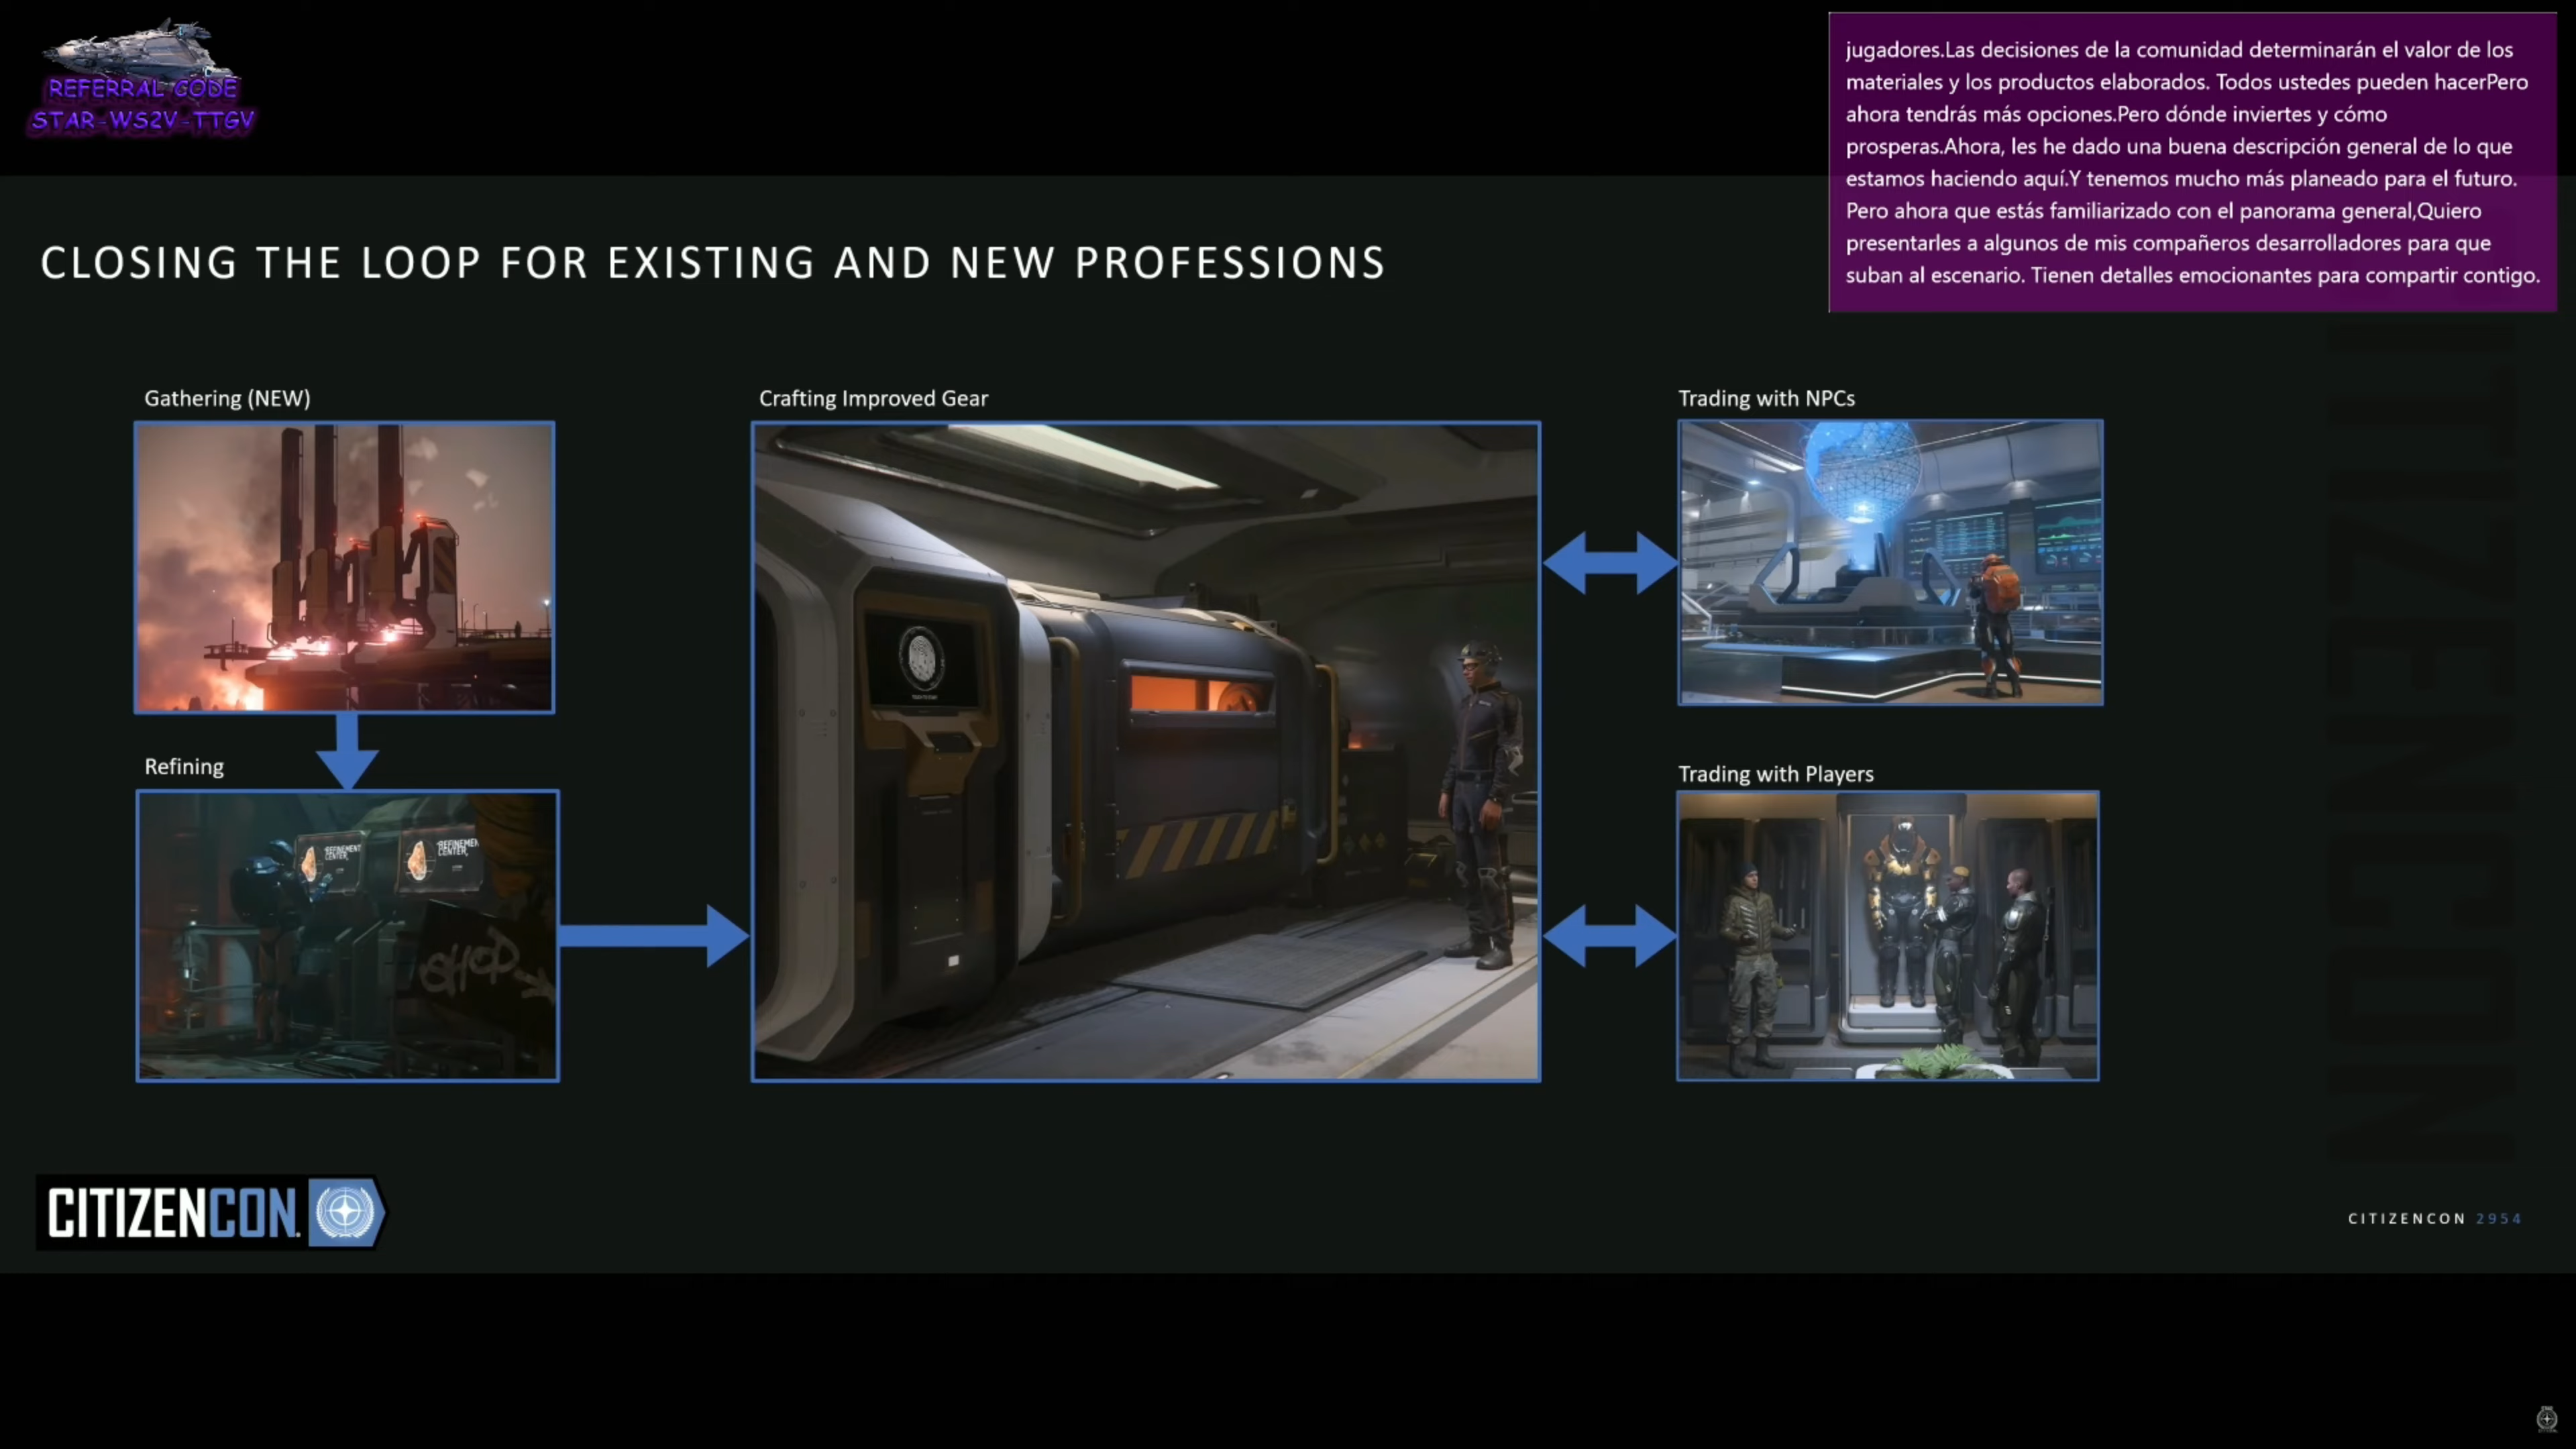 REFERRAL CODE
STAR-WS2V-TTGV
jugadores.Las decisiones de la comunidad determinarán el valor de los
materiales y los productos elaborados. Todos ustedes pueden hacerPero
ahora tendrás más opciones.Pero dónde inviertes y cómo
prosperas.Ahora, les he dado una buena descripción general de lo que
estamos haciendo aquí.Y tenemos mucho más planeado para el futuro.
Pero ahora que estás familiarizado con el panorama general,Quiero
presentarles a algunos de mis compañeros desarrolladores para que
suban al escenario. Tienen detalles emocionantes para compartir contigo.
CLOSING THE LOOP FOR EXISTING AND NEW PROFESSIONS
Gathering (NEW)
Crafting Improved Gear
Trading with NPCs
Refining
REFINEMENT
CENTER
REFINEMEN
CENTER
SHOP
Trading with Players
CITIZENCON
CITIZENCON.
CITIZENCON 2954